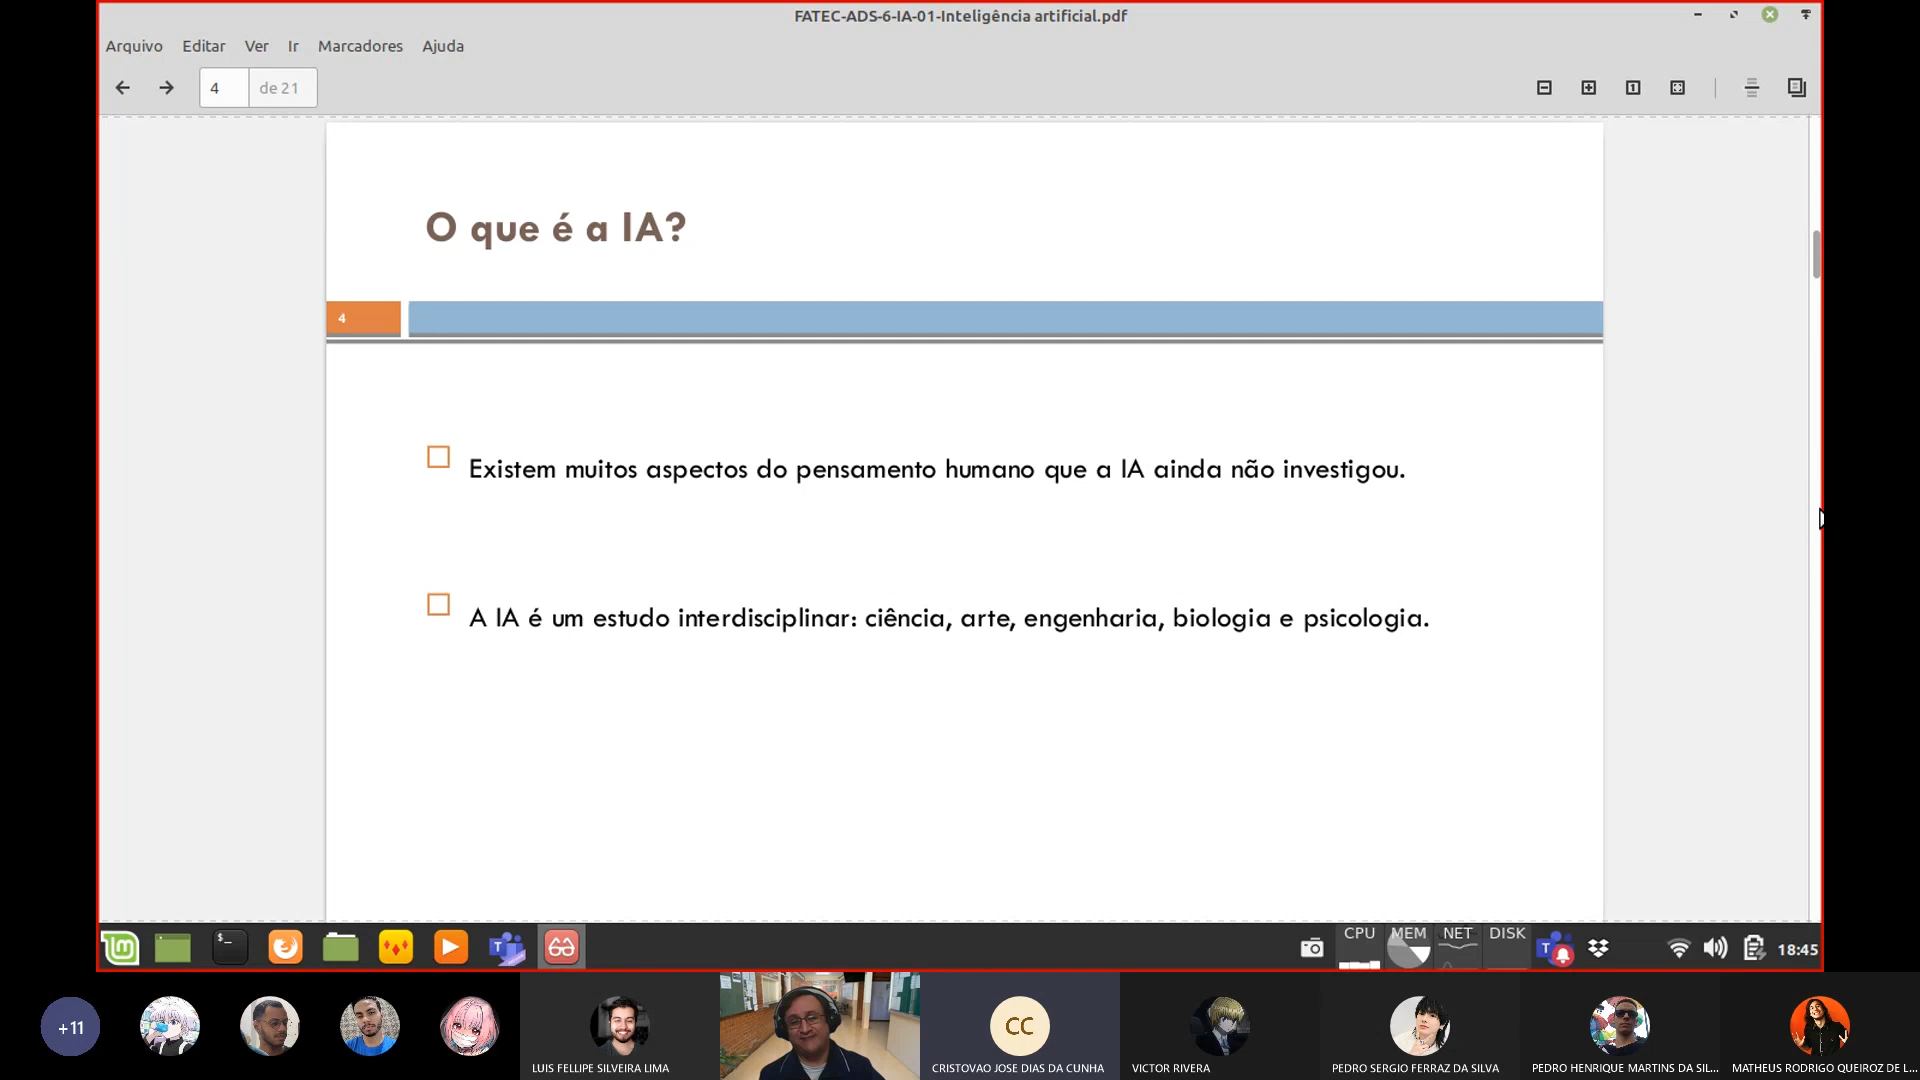 FATEC-ADS-6-IA-01-Inteligência artificial.pdf
Arquivo Editar Ver Ir Marcadores Ajuda
4 de 21
O que é a IA?
4
Existem muitos aspectos do pensamento humano que a IA ainda não investigou.
A IA é um estudo interdisciplinar: ciência, arte, engenharia, biologia e psicologia.
CPU MEM NET DISK
18:45
+11
CC
LUIS FELLIPE SILVEIRA LIMA
CRISTOVAO JOSE DIAS DA CUNHA
VICTOR RIVERA
PEDRO SERGIO FERRAZ DA SILVA
PEDRO HENRIQUE MARTINS DA SIL...
MATHEUS RODRIGO QUEIROZ DE L...